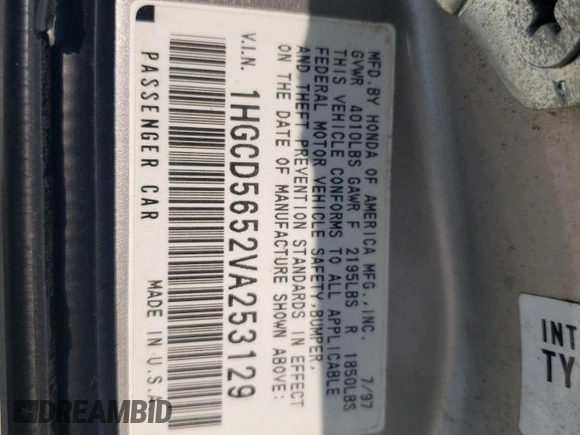 MFD.BY HONDA OF AMERICA MFG.,INC. 7/97
GVWR 4010LBS GAWR F 2195LBS R 1850LBS
THIS VEHICLE CONFORMS TO ALL APPLICABLE
FEDERAL MOTOR VEHICLE SAFETY,BUMPER,
AND THEFT PREVENTION STANDARDS IN EFFECT
ON THE DATE OF MANUFACTURE SHOWN ABOVE:
V.I.N. 1HGCD5652VA253129
PASSENGER CAR MADE IN U.S.A
INT
TY
DREAMBID